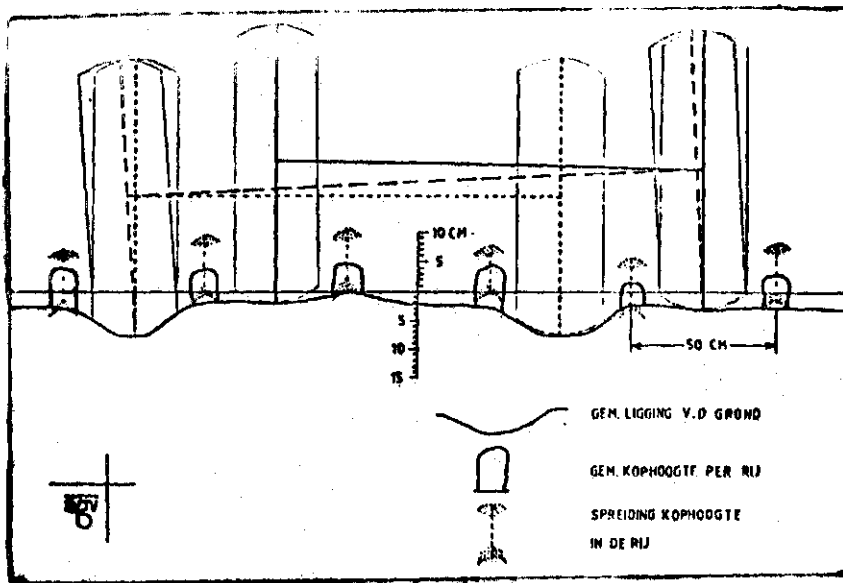 10 CM
5
5
10
15
50 CM
GEM. LIGGING V.D GROND
GEM. KOPHOOGTE PER RIJ
SPREIDING KOPHOOGTE
IN DE RIJ